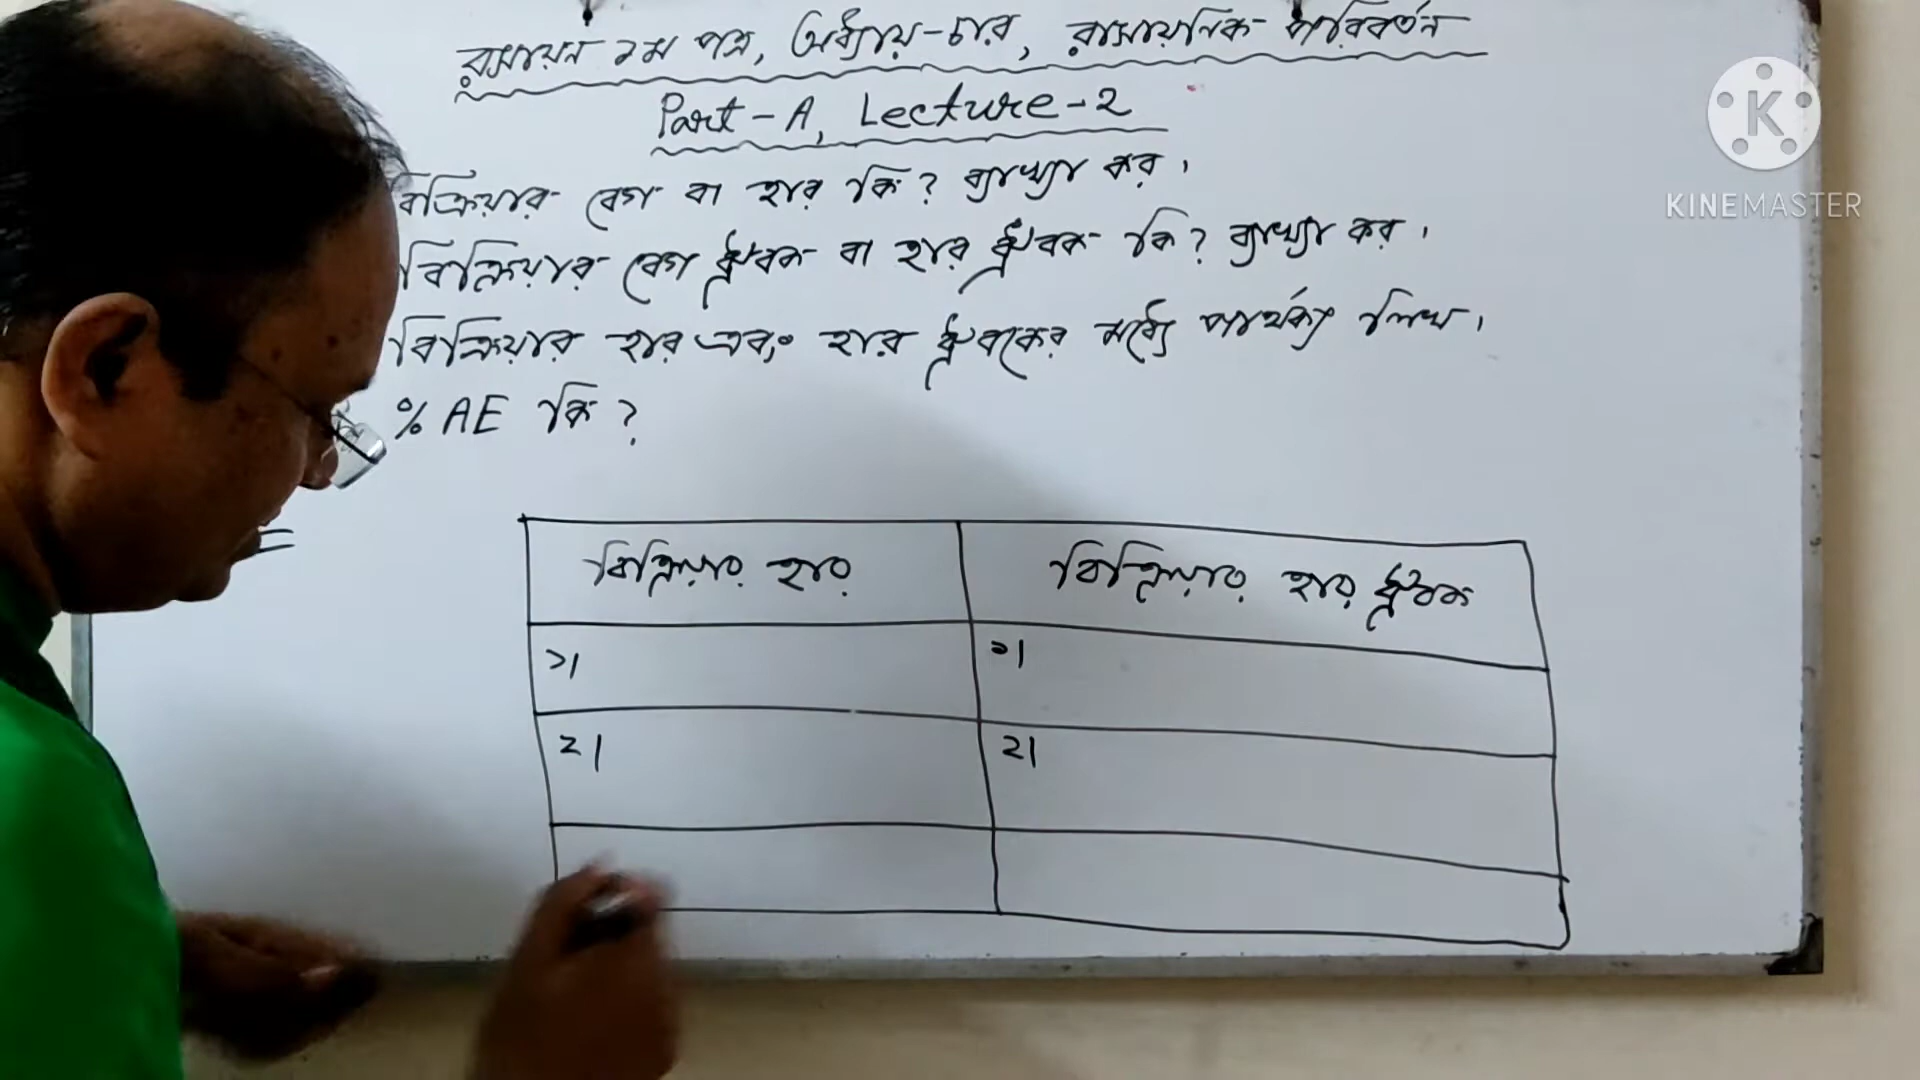 রসায়ন ১ম পত্র, অধ্যায়-চার, রাসায়নিক পরিবর্তন
Part-A, Lecture-2
বিক্রিয়ার বেগ বা হার কি? ব্যাখ্যা কর।
বিক্রিয়ার বেগ ধ্রুবক বা হার ধ্রুবক কি? ব্যাখ্যা কর।
বিক্রিয়ার হার এবং হার ধ্রুবকের মধ্যে পার্থক্য লিখ।
% AE কি?
বিক্রিয়ার হার
বিক্রিয়ার হার ধ্রুবক
১।
১।
২।
২।
K
KINEMASTER